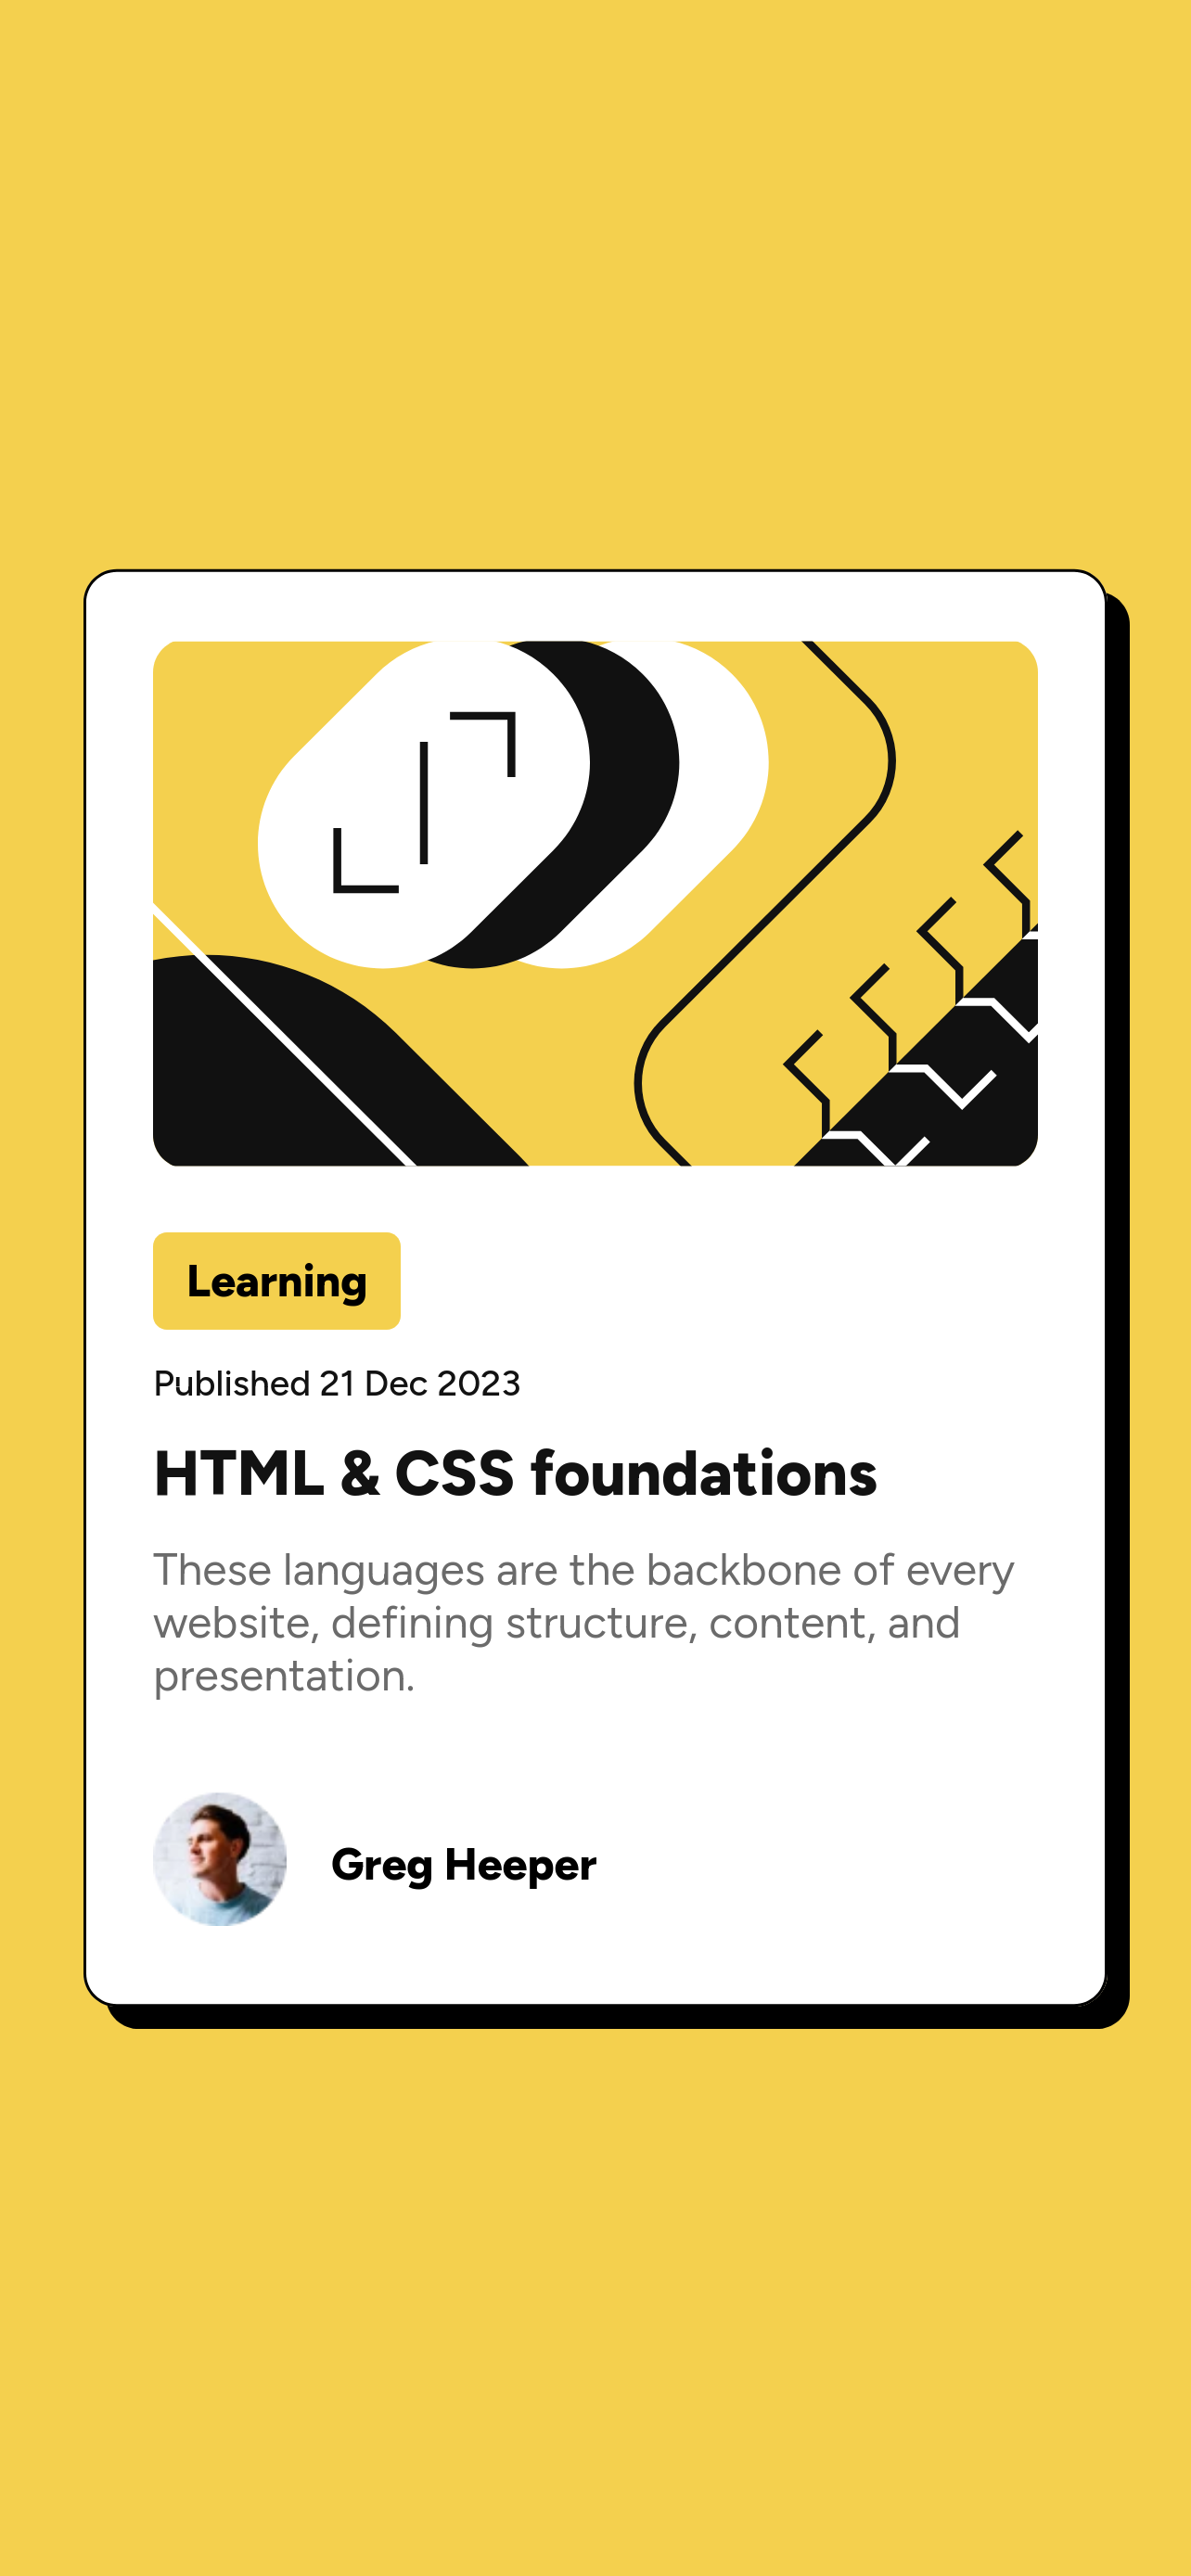 Learning
Published 21 Dec 2023
HTML & CSS foundations
These languages are the backbone of every
website, defining structure, content, and
presentation.
Greg Heeper